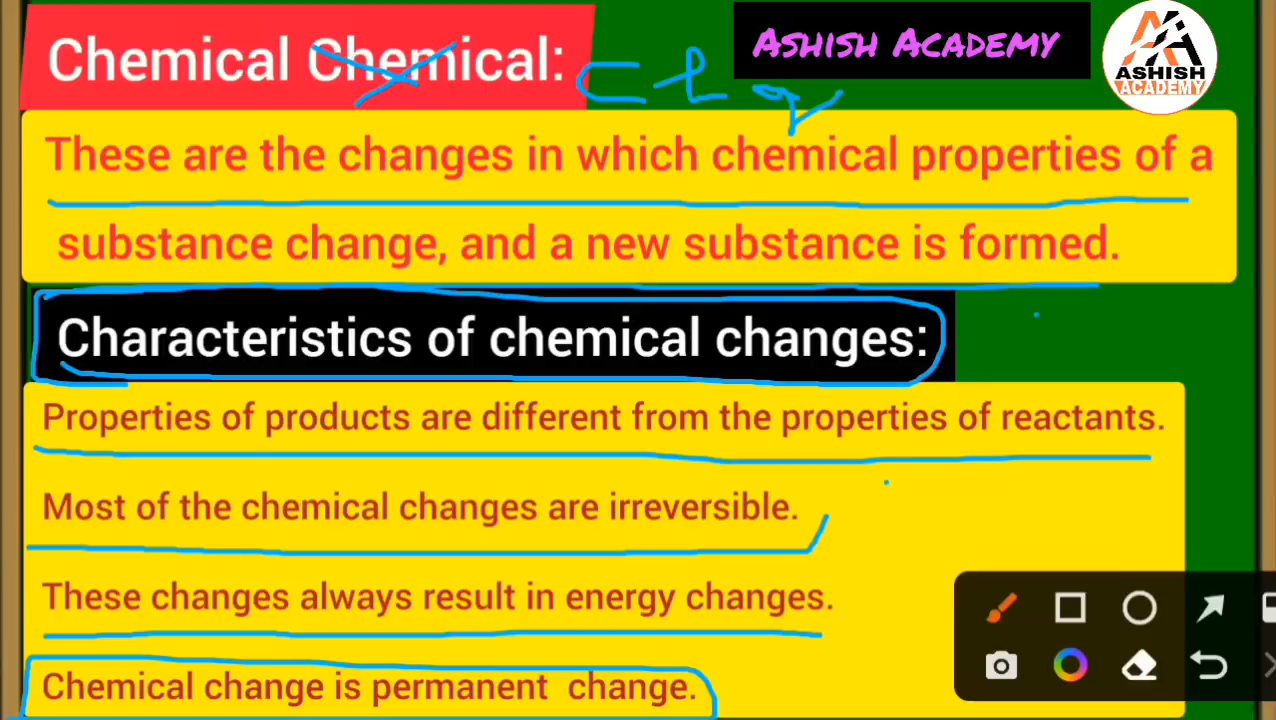 Chemical Chemical:
ASHISH ACADEMY
ASHISH
ACADEMY
These are the changes in which chemical properties of a
substance change, and a new substance is formed.
Characteristics of chemical changes:
Properties of products are different from the properties of reactants.
Most of the chemical changes are irreversible.
These changes always result in energy changes.
Chemical change is permanent change.